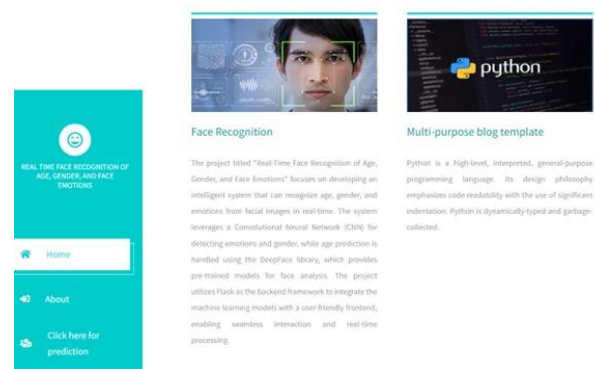 REAL TIME FACE RECOGNITION OF
AGE, GENDER, AND FACE
EMOTIONS
Home
About
Click here for
prediction
Face Recognition
The project titled "Real-Time Face Recognition of Age,
Gender, and Face Emotions" focuses on developing an
intelligent system that can recognize age, gender, and
emotions from facial images in real-time. The system
leverages a Convolutional Neural Network (CNN) for
detecting emotions and gender, while age prediction is
handled using the DeepFace library, which provides
pre-trained models for face analysis. The project
utilizes Flask as the backend framework to integrate the
machine learning models with a user-friendly frontend,
enabling seamless interaction and real-time
processing.
python
Multi-purpose blog template
Python is a high-level, interpreted, general-purpose
programming language. Its design philosophy
emphasizes code readability with the use of significant
indentation. Python is dynamically typed and garbage-
collected.